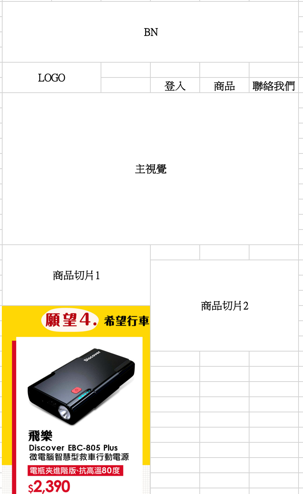 BN
LOGO
登入 商品 聯絡我們
主視覺
商品切片1
商品切片2
願望4. 希望行車
Discover
飛樂
Discover EBC-805 Plus
微電腦智慧型救車行動電源
電瓶夾進階版-抗高溫80度
$2,390